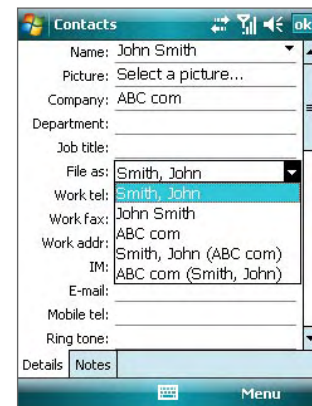 Contacts ok
Name: John Smith
Picture: Select a picture...
Company: ABC com
Department:
Job title:
File as: Smith, John
Work tel: Smith, John
Work fax: John Smith
Work addr: ABC com
Smith, John (ABC com)
IM: ABC com (Smith, John)
E-mail:
Mobile tel:
Ring tone:
Details Notes
Menu